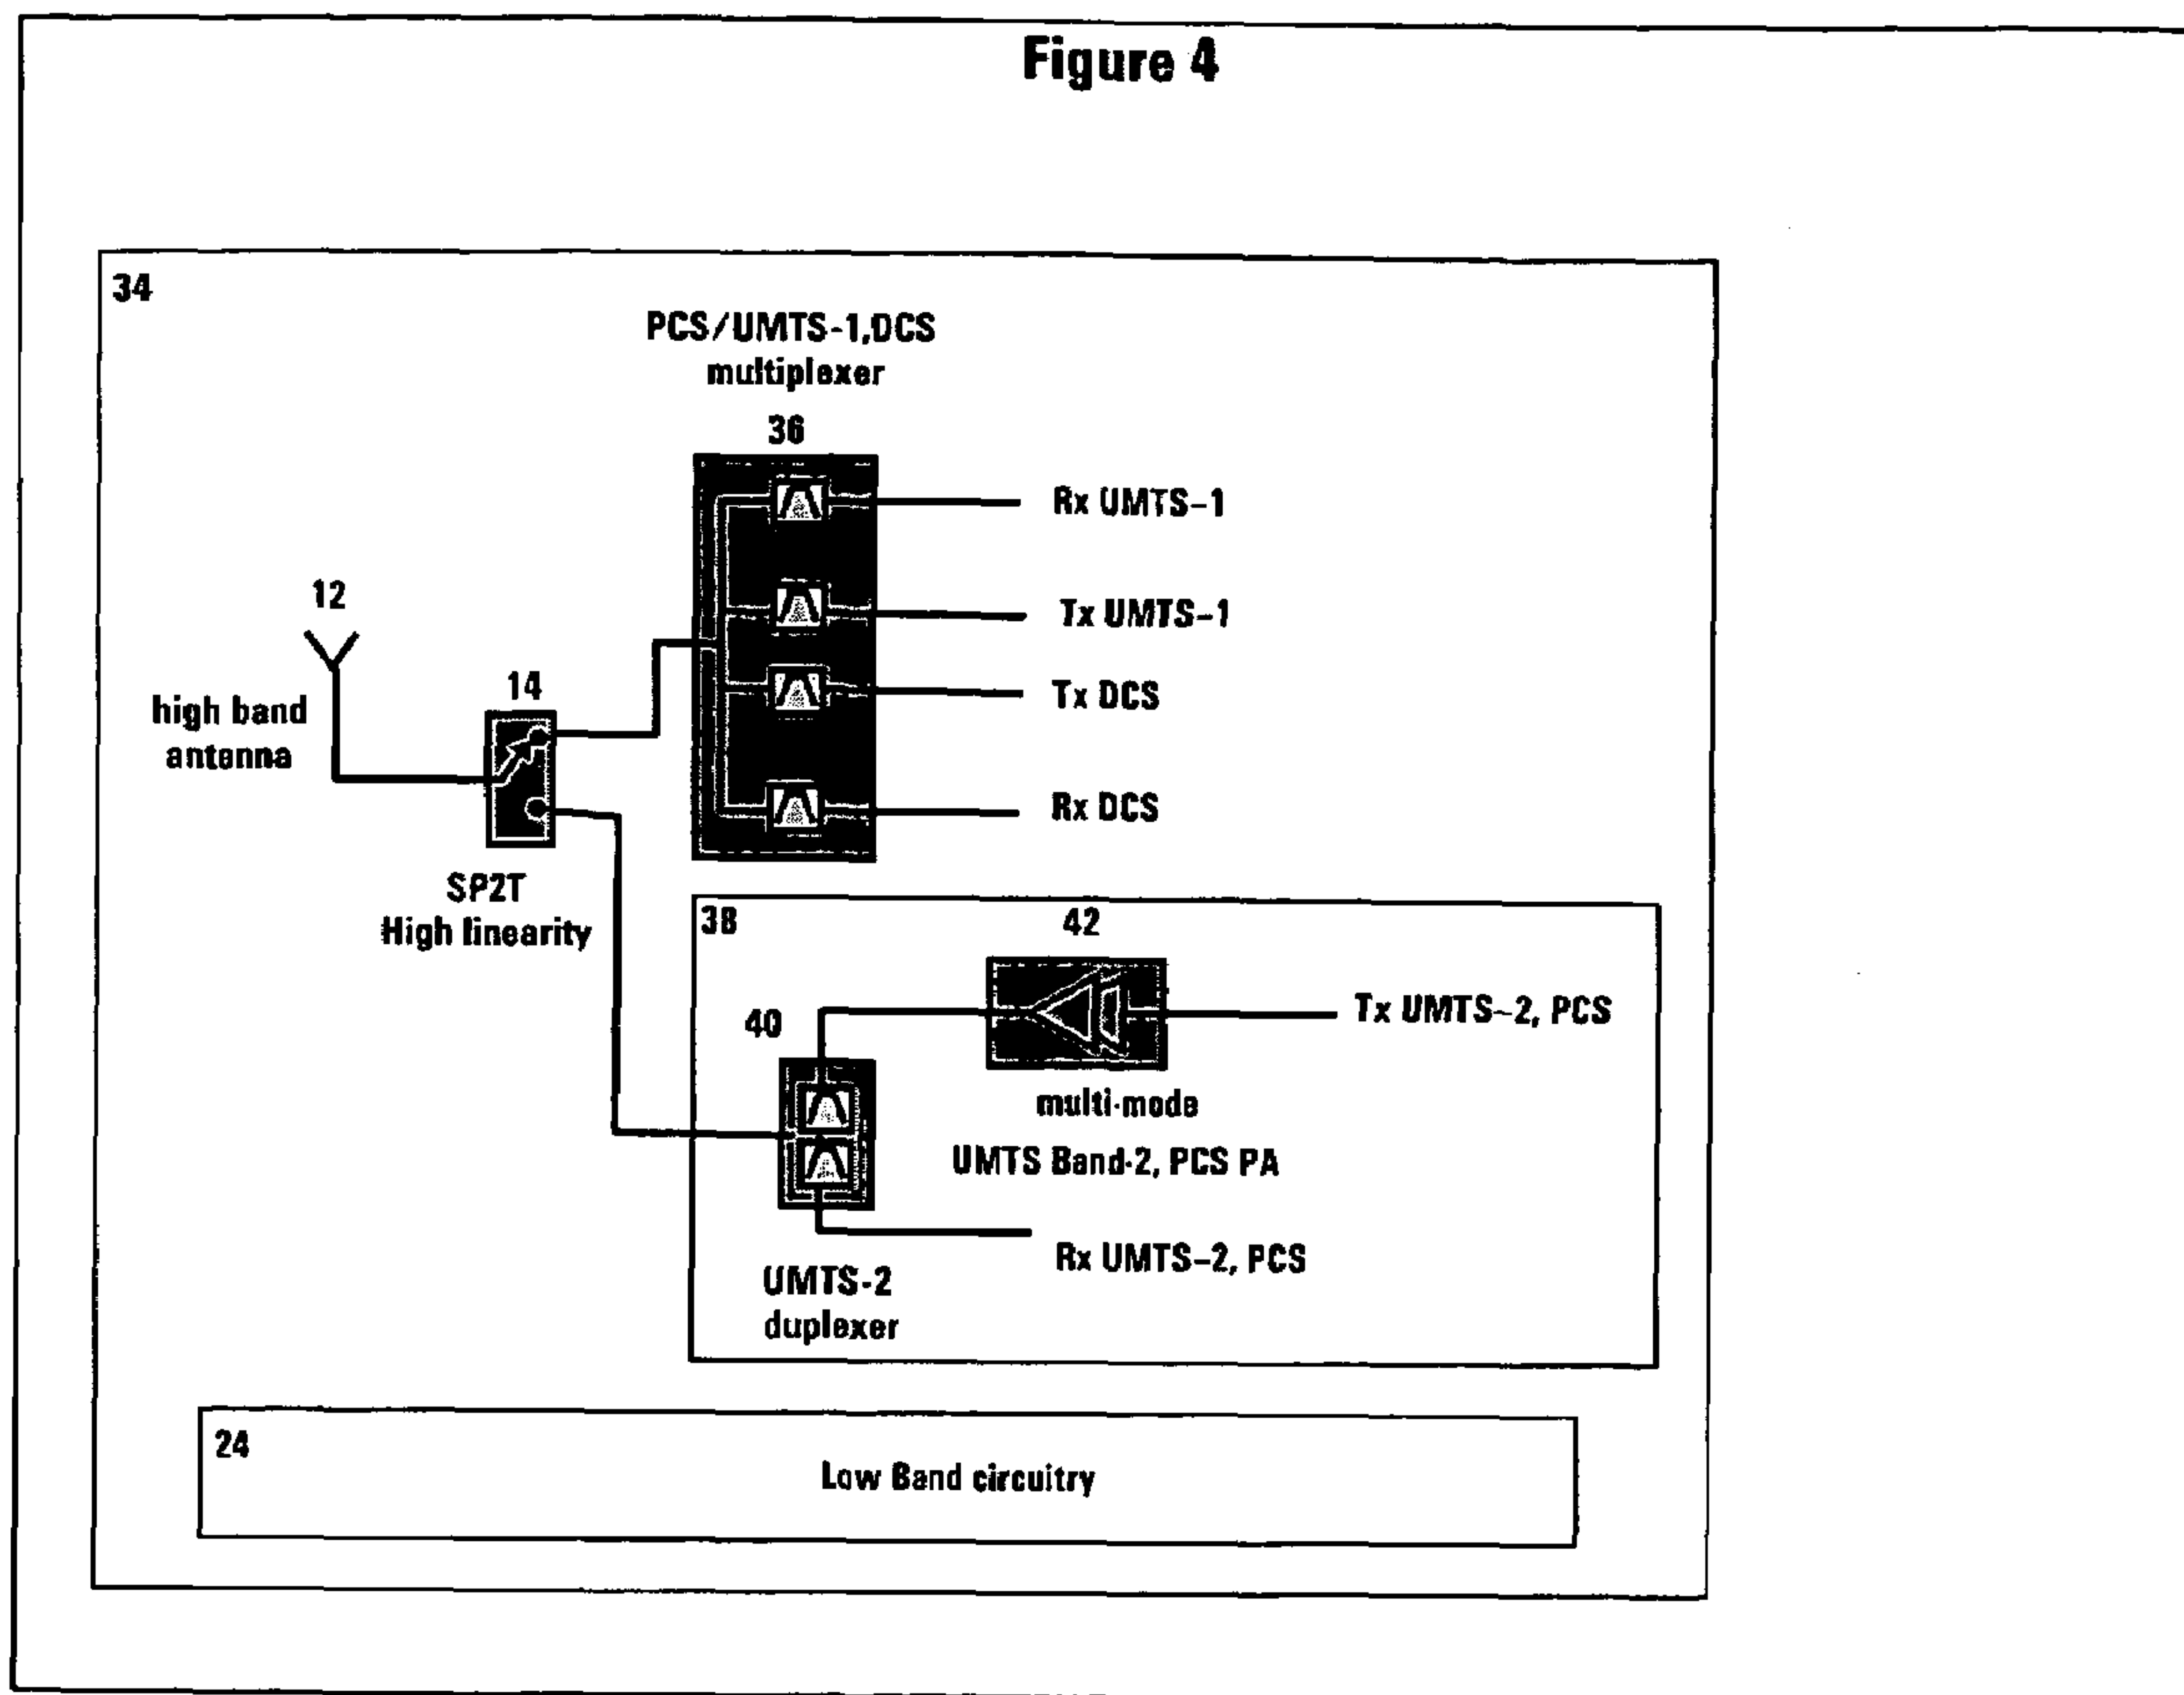 Figure 4
34
PCS/UMTS-1,DCS
multiplexer
36
Rx UMTS-1
Tx UMTS-1
Tx DCS
Rx DCS
12
high band
antenna
14
SP2T
High linearity
38
42
40
Tx UMTS-2, PCS
multi-mode
UMTS Band-2, PCS PA
Rx UMTS-2, PCS
UMTS-2
duplexer
24
Low Band circuitry